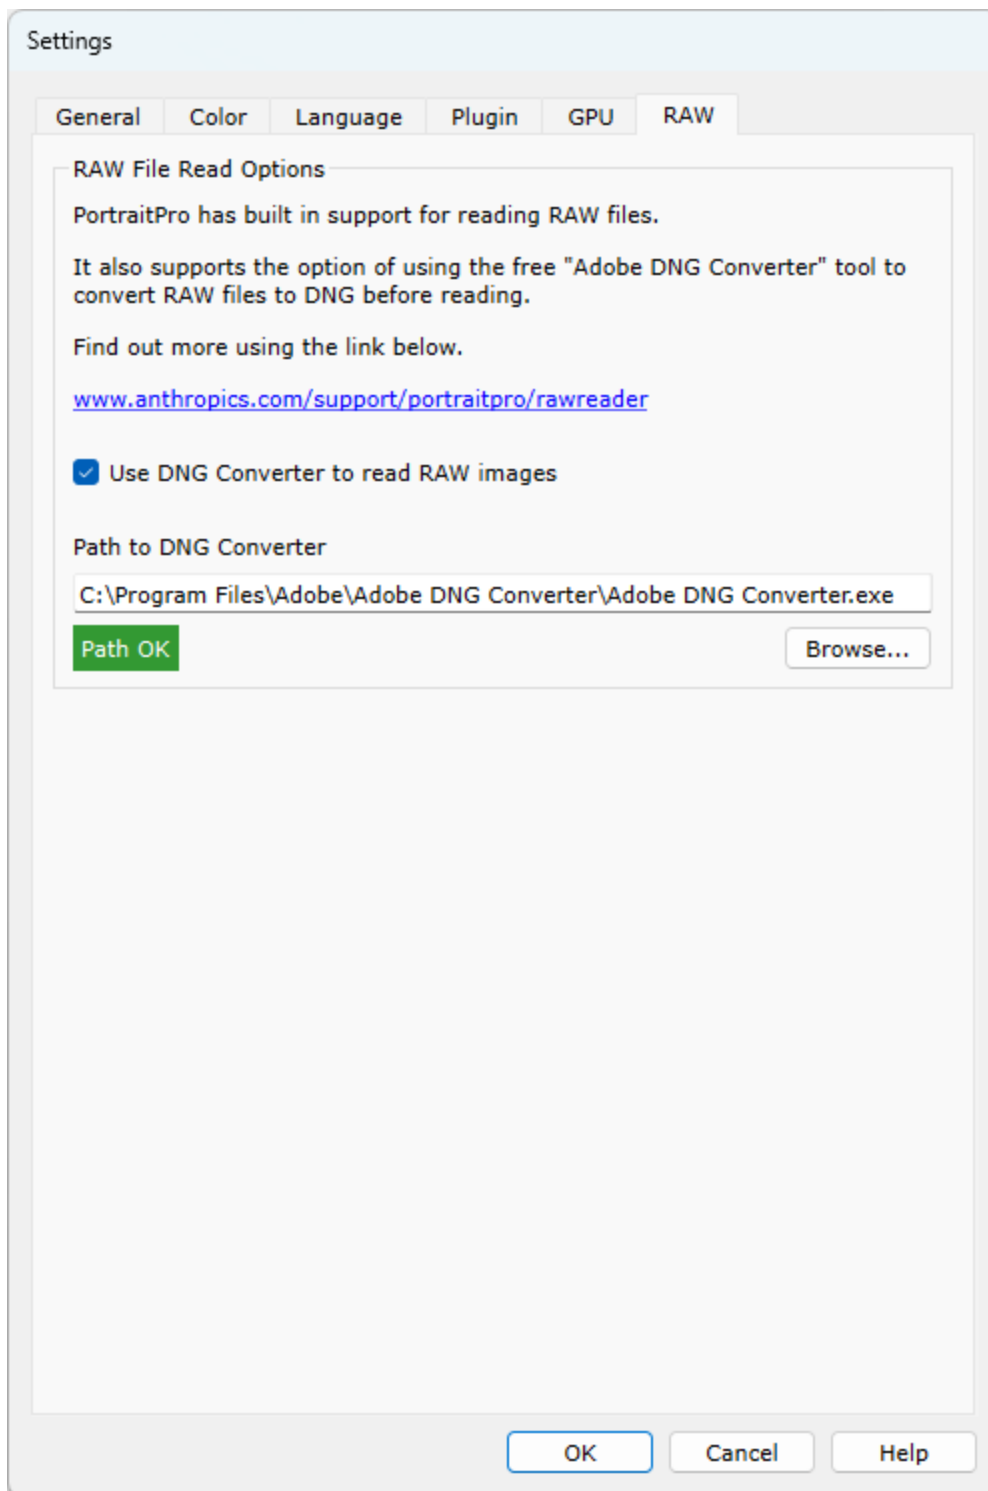 Settings
General Color Language Plugin GPU RAW
RAW File Read Options
PortraitPro has built in support for reading RAW files.
It also supports the option of using the free "Adobe DNG Converter" tool to
convert RAW files to DNG before reading.
Find out more using the link below.
www.anthropics.com/support/portraitpro/rawreader
Use DNG Converter to read RAW images
Path to DNG Converter
C:\Program Files\Adobe\Adobe DNG Converter\Adobe DNG Converter.exe
Path OK Browse...
OK Cancel Help